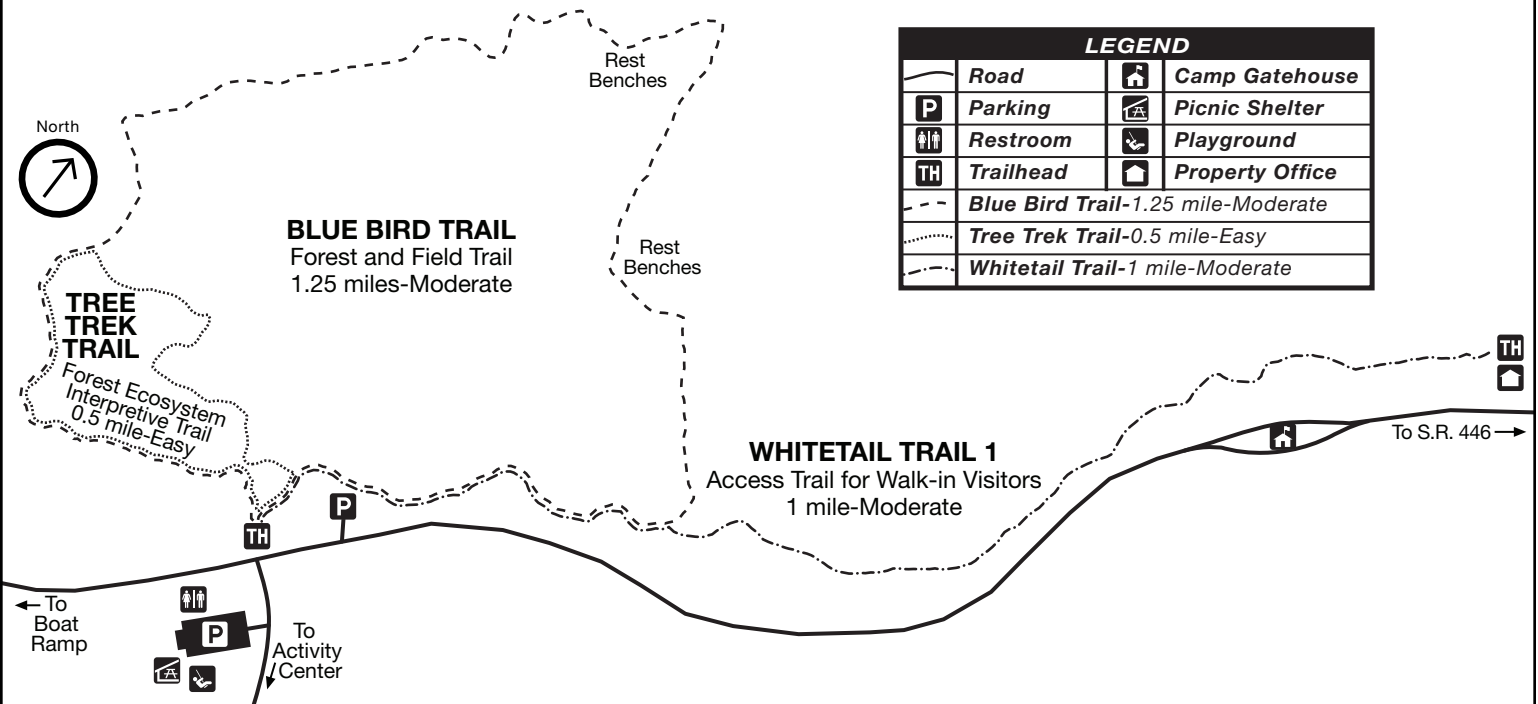 Rest
Benches
North
BLUE BIRD TRAIL
Forest and Field Trail
1.25 miles-Moderate
Rest
Benches
TREE
TREK
TRAIL
Forest Ecosystem
Interpretive Trail
0.5 mile-Easy
LEGEND
Road
Camp Gatehouse
P
Parking
Picnic Shelter
Restroom
Playground
TH
Trailhead
Property Office
Blue Bird Trail-1.25 mile-Moderate
Tree Trek Trail-0.5 mile-Easy
Whitetail Trail-1 mile-Moderate
TH
To S.R. 446
WHITETAIL TRAIL 1
Access Trail for Walk-in Visitors
1 mile-Moderate
P
TH
To
Boat
Ramp
P
To
Activity
Center